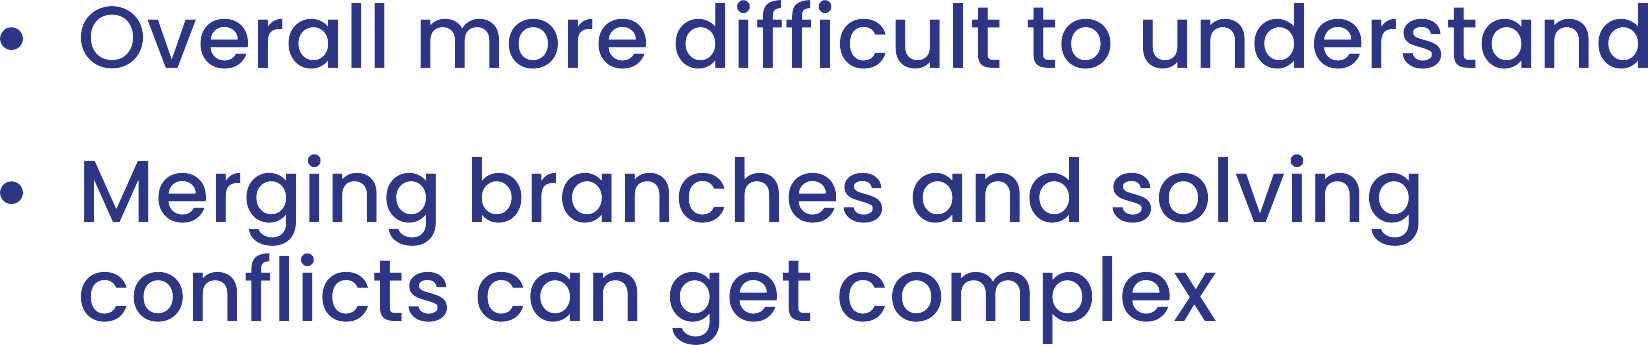 • Overall more difficult to understand
• Merging branches and solving
conflicts can get complex